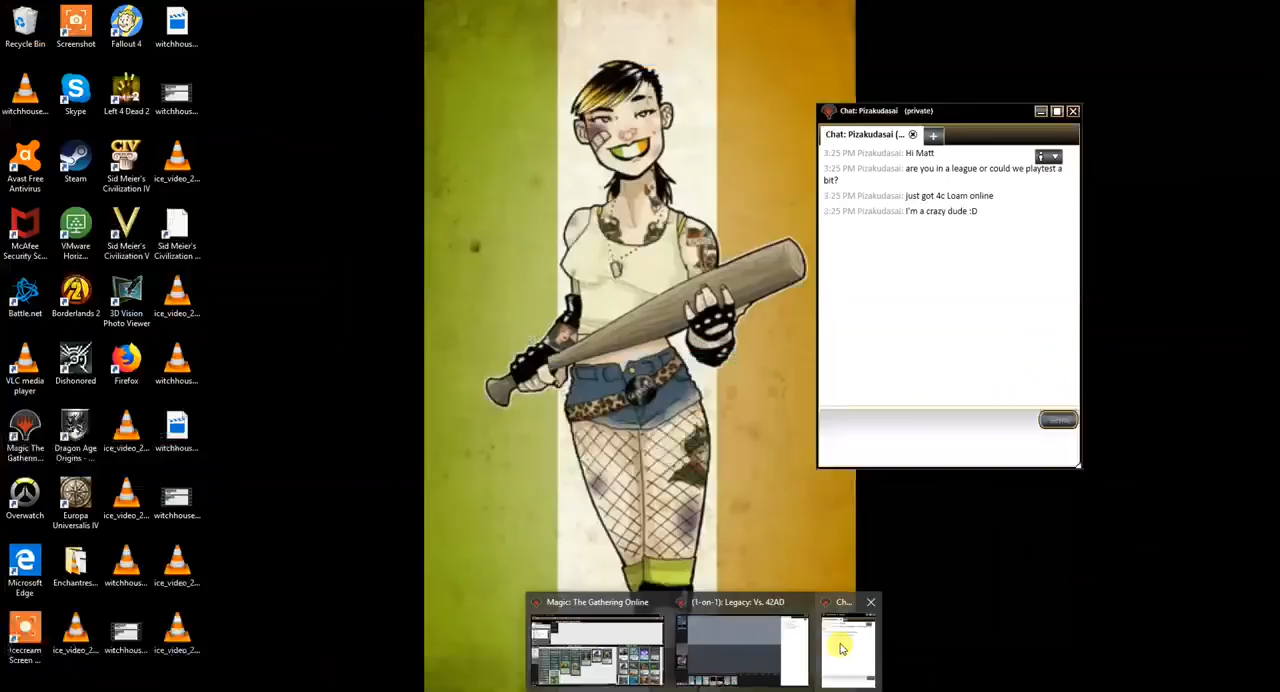 Recycle Bin
Screenshot
Fallout 4
witchhous...
witchhouse...
Skype
Left 4 Dead 2
witchhous...
Avast Free
Antivirus
Steam
Sid Meier's
Civilization IV
ice_video_2...
McAfee
Security Sc...
VMware
Horiz...
Sid Meier's
Civilization V
Sid Meier's
Civilization ...
Battle.net
Borderlands 2
3D Vision
Photo Viewer
ice_video_2...
VLC media
player
Dishonored
Firefox
witchhous...
Magic The
Gatherin...
Dragon Age
Origins - ...
ice_video_2...
witchhous...
Overwatch
Europa
Universalis IV
ice_video_2...
witchhouse...
Microsoft
Edge
Enchantres...
witchhous...
ice_video_2...
Icecream
Screen ...
ice_video_2...
witchhous...
ice_video_2...
Chat: Pizakudasai (private)
Chat: Pizakudasai (...
3:25 PM Pizakudasai: Hi Matt
3:25 PM Pizakudasai: are you in a league or could we playtest a
bit?
3:25 PM Pizakudasai: Just got 4c Loam online
3:25 PM Pizakudasai: I'm a crazy dude :D
Magic: The Gathering Online
(1-on-1): Legacy: Vs. 42AD
Ch...